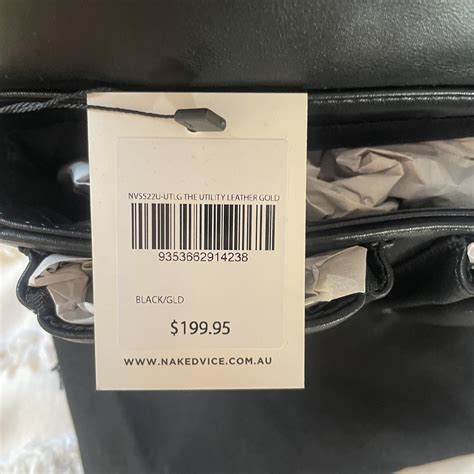 NVSS22U-UTLG THE UTILITY LEATHER GOLD
9353662914238
BLACK/GLD
$199.95
WWW.NAKEDVICE.COM.AU